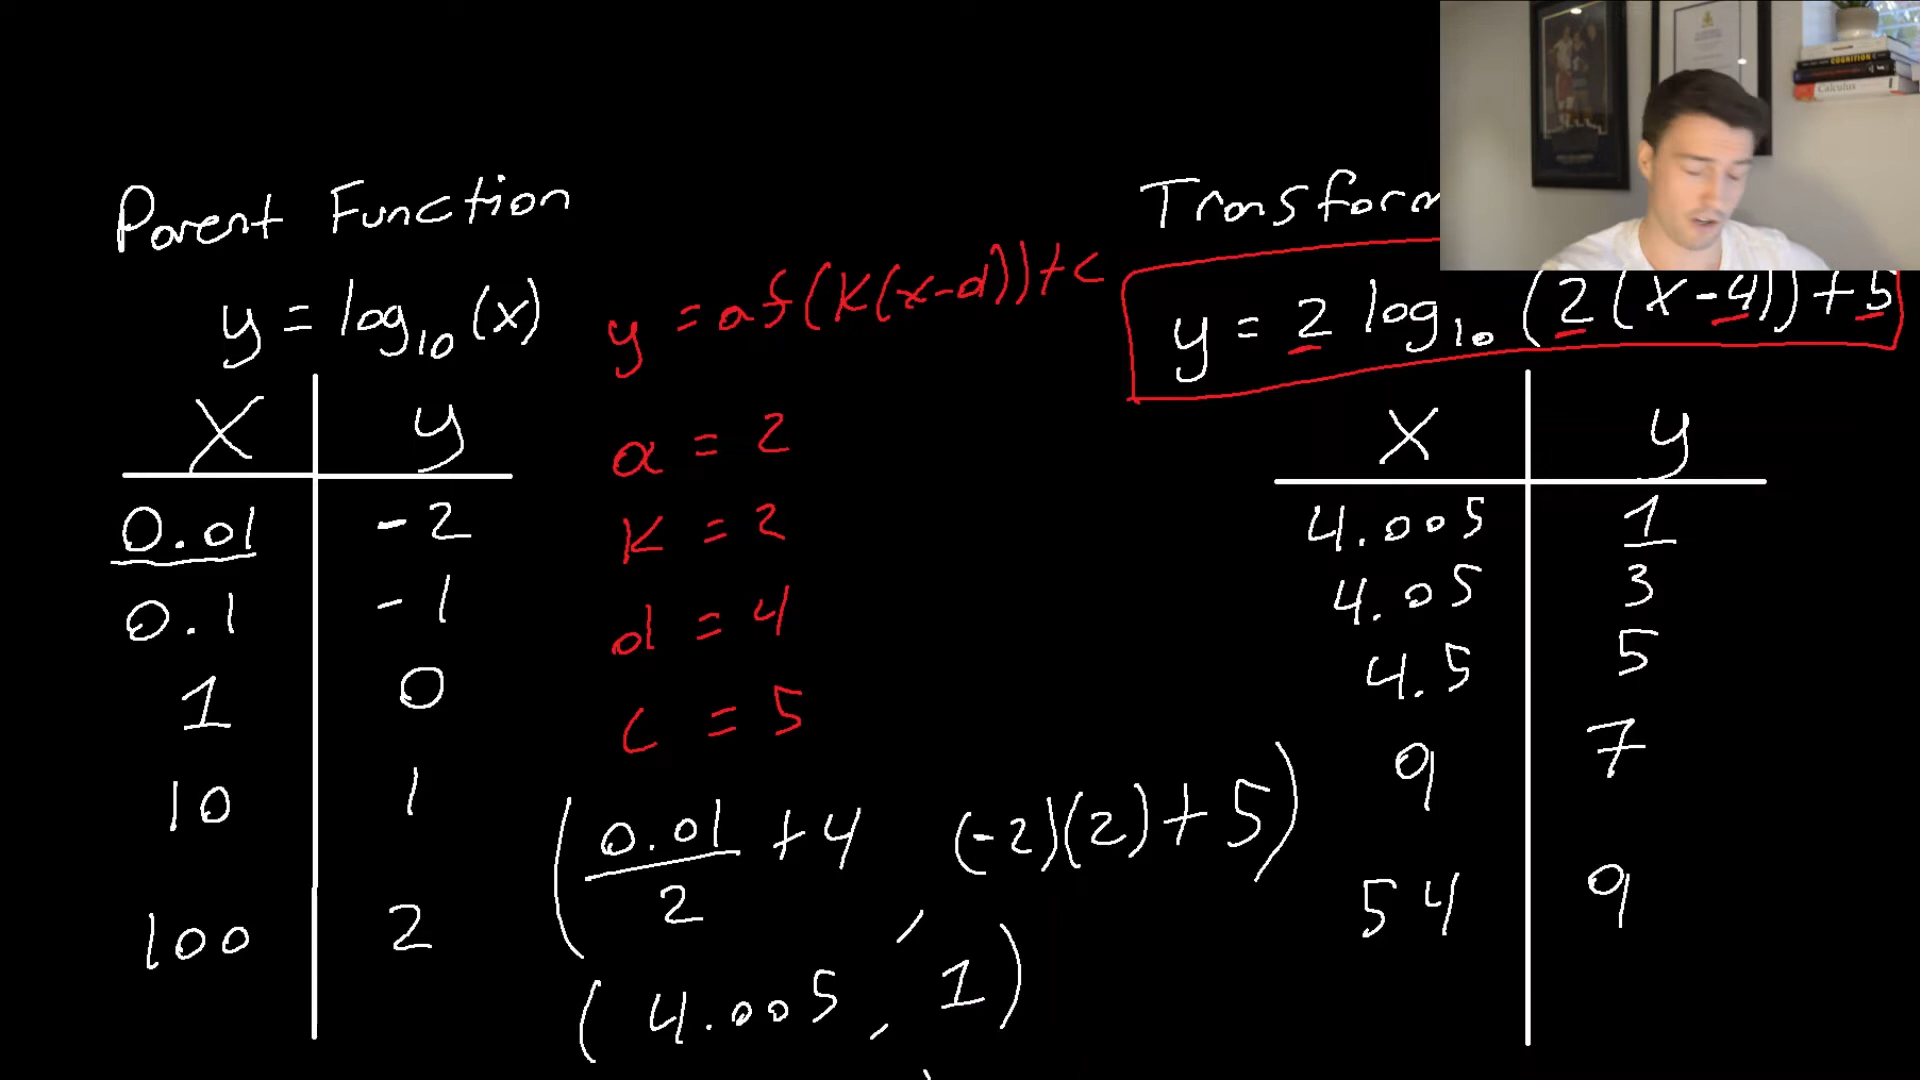 COGNITION
Calculus
Parent Function
Transform
y = log10 (x)
y = af(k(x-d))+c
y = 2 log10 (2(x-4))+5
x y
0.01 -2
0.1 -1
1 0
10 1
100 2
a = 2
k = 2
d = 4
c = 5
(0.01/2 + 4 , (-2)(2)+5)
(4.005, 1)
x y
4.005 1
4.05 3
4.5 5
9 7
54 9